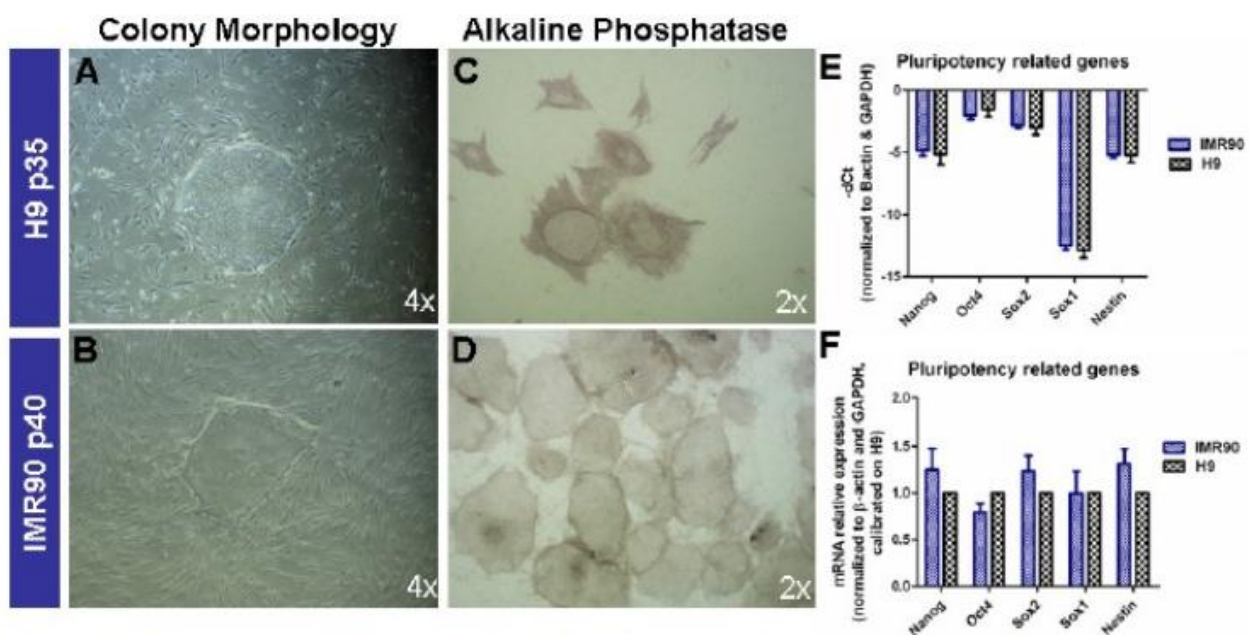 Colony Morphology
Alkaline Phosphatase
H9 p35
IMR90 p40
A
4x
B
4x
C
2x
D
2x
E
Pluripotency related genes
-dCt
(normalized to Bactin & GAPDH)
0
-5
-10
-15
Nanog
Oct4
Sox2
Sox1
Nestin
IMR90
H9
F
Pluripotency related genes
mRNA relative expression
(normalized to β-actin and GAPDH,
calibrated on H9)
2.0
1.5
1.0
0.5
0.0
Nanog
Oct4
Sox2
Sox1
Nestin
IMR90
H9